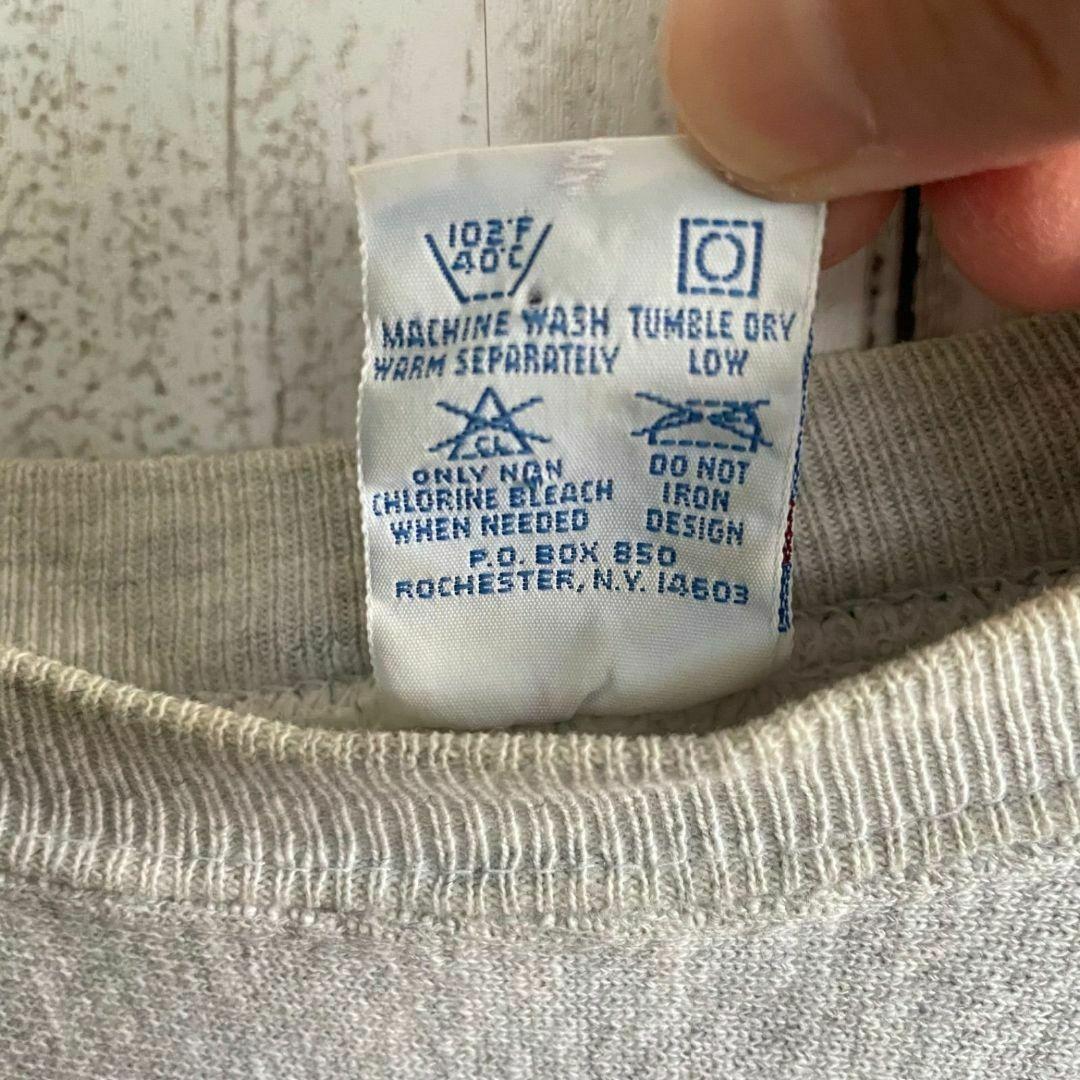 102°F
40°C
MACHINE WASH
WARM SEPARATELY
TUMBLE DRY
LOW
CL
ONLY NON
CHLORINE BLEACH
WHEN NEEDED
DO NOT
IRON
DESIGN
P.O. BOX 850
ROCHESTER, N.Y. 14603